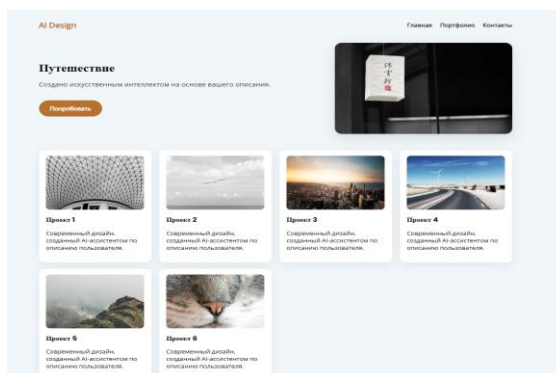 AI Design
Главная Портфолио Контакты
Путешествие
Создано искусственным интеллектом на основе вашего описания.
Попробовать
Проект 1
Современный дизайн,
созданный AI-ассистентом по
описанию пользователя.
Проект 2
Современный дизайн,
созданный AI-ассистентом по
описанию пользователя.
Проект 3
Современный дизайн,
созданный AI-ассистентом по
описанию пользователя.
Проект 4
Современный дизайн,
созданный AI-ассистентом по
описанию пользователя.
Проект 5
Современный дизайн,
созданный AI-ассистентом по
описанию пользователя.
Проект 6
Современный дизайн,
созданный AI-ассистентом по
описанию пользователя.